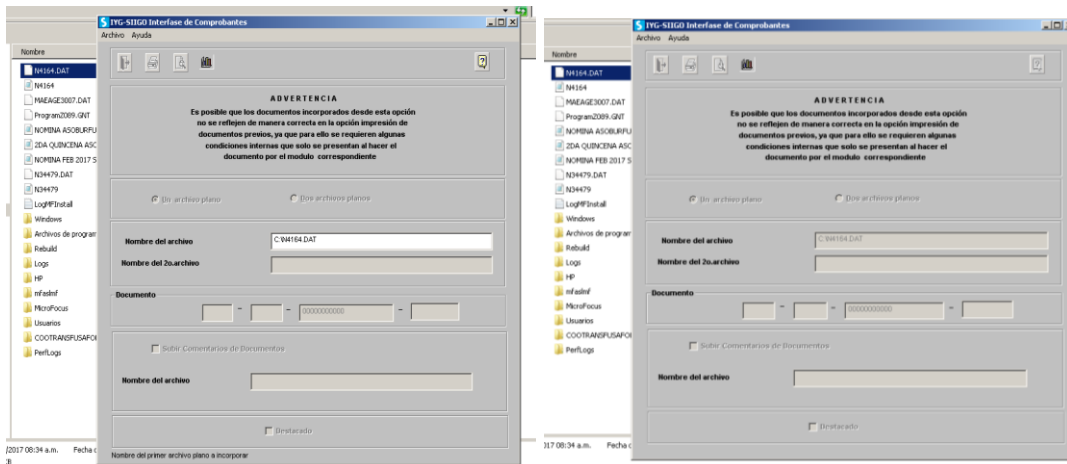 IYG-SIIGO Interfase de Comprobantes
Archivo Ayuda
Nombre
N4164.DAT
N4164
MAEAGE3007.DAT
ProgramZ089.GNT
NOMINA ASOBURFU
2DA QUINCENA ASC
NOMINA FEB 2017 S
N34479.DAT
N34479
LogMFInstall
Windows
Archivos de program
Rebuild
Logs
HP
mfaslmf
MicroFocus
Usuarios
COOTRANSFUSAFOI
PerfLogs
/2017 08:34 a.m. Fecha c
ADVERTENCIA
Es posible que los documentos incorporados desde esta opción
no se reflejen de manera correcta en la opción impresión de
documentos previos, ya que para ello se requieren algunas
condiciones internas que solo se presentan al hacer el
documento por el modulo correspondiente
Un archivo plano Dos archivos planos
Nombre del archivo C:\N4164.DAT
Nombre del 2o.archivo
Documento
- - 00000000000 -
Subir Comentarios de Documentos
Nombre del archivo
Destacado
Nombre del primer archivo plano a incorporar
IYG-SIIGO Interfase de Comprobantes
Archivo Ayuda
Nombre
N4164.DAT
N4164
MAEAGE3007.DAT
ProgramZ089.GNT
NOMINA ASOBURFU
2DA QUINCENA ASC
NOMINA FEB 2017 S
N34479.DAT
N34479
LogMFInstall
Windows
Archivos de program
Rebuild
Logs
HP
mfaslmf
MicroFocus
Usuarios
COOTRANSFUSAFOI
PerfLogs
017 08:34 a.m. Fecha c
ADVERTENCIA
Es posible que los documentos incorporados desde esta opción
no se reflejen de manera correcta en la opción impresión de
documentos previos, ya que para ello se requieren algunas
condiciones internas que solo se presentan al hacer el
documento por el modulo correspondiente
Un archivo plano Dos archivos planos
Nombre del archivo C:\N4164.DAT
Nombre del 2o.archivo
Documento
- - 00000000000 -
Subir Comentarios de Documentos
Nombre del archivo
Destacado